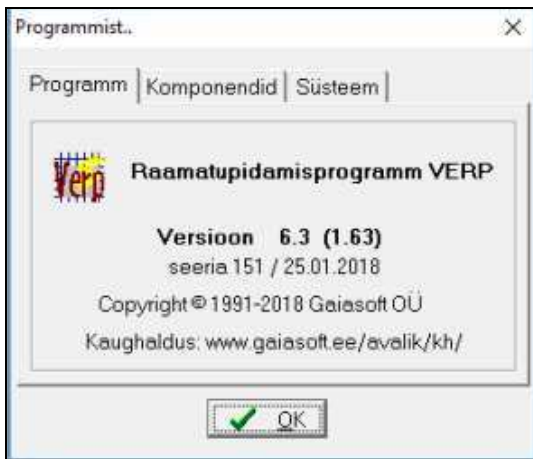 Programmist..
Programm Komponendid Süsteem
Verp
Raamatupidamisprogramm VERP
Versioon 6.3 (1.63)
seeria 151 / 25.01.2018
Copyright © 1991-2018 Gaiasoft OÜ
Kaughaldus: www.gaiasoft.ee/avalik/kh/
OK